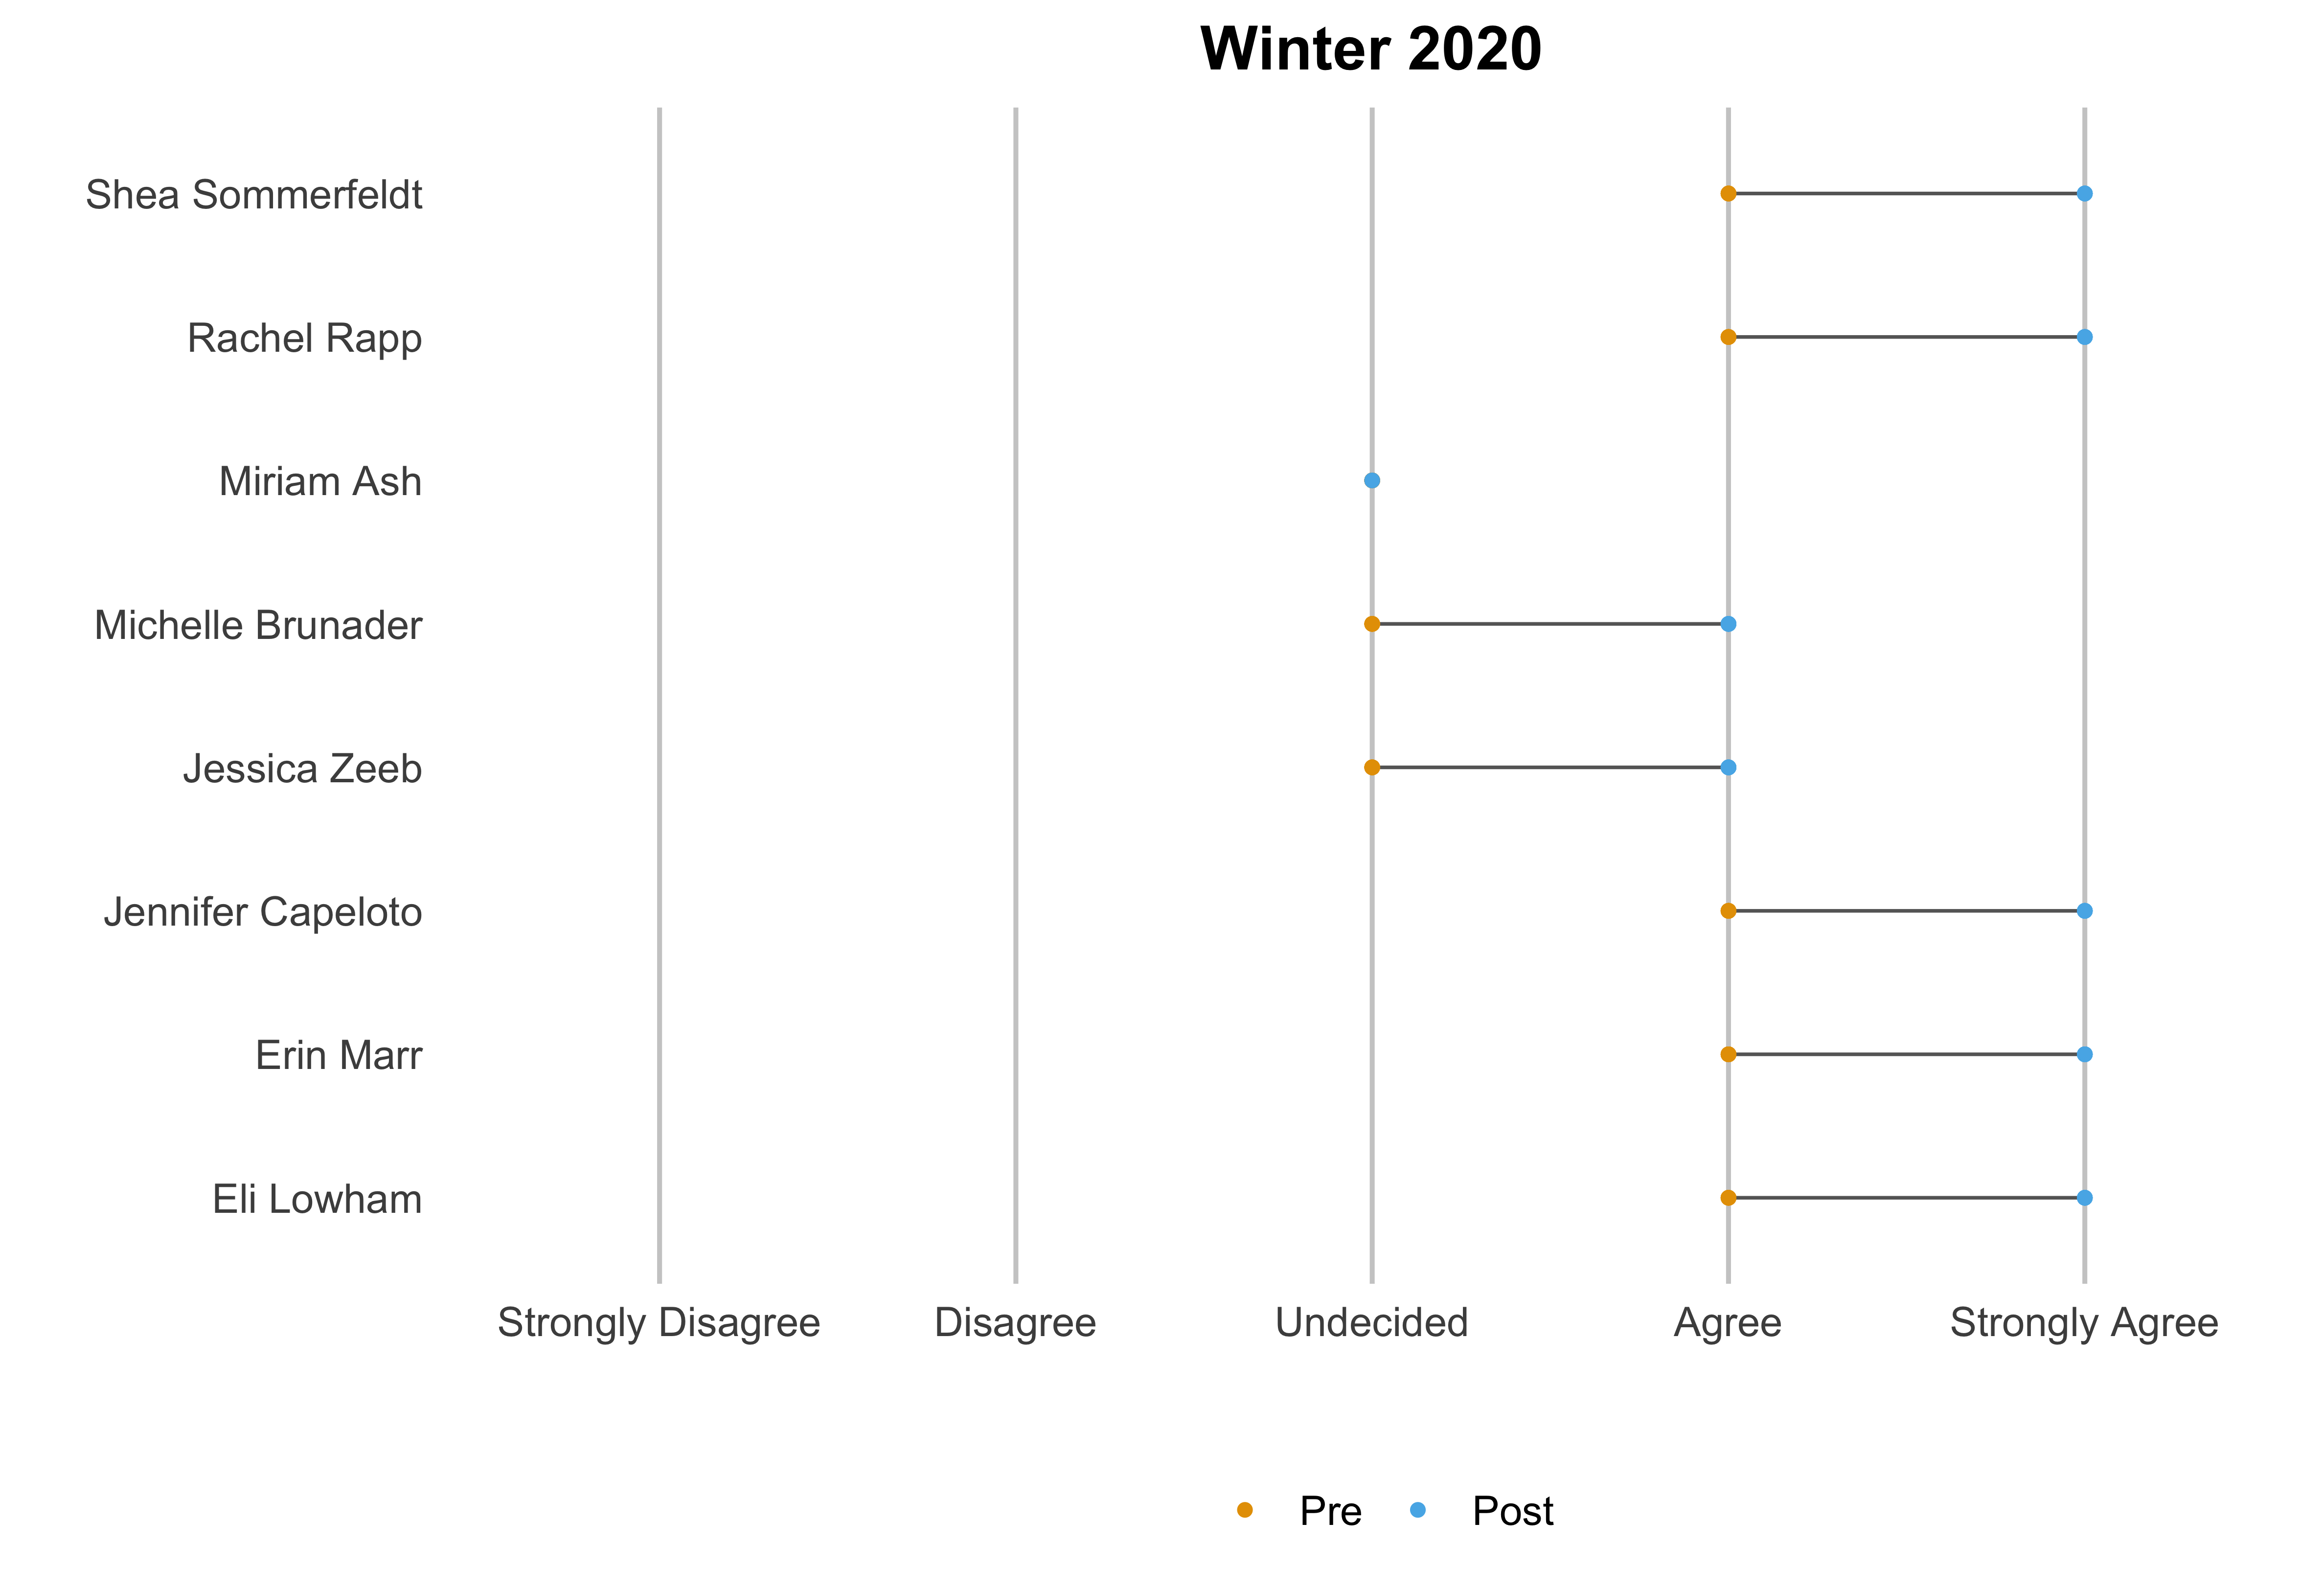 Winter 2020
Shea Sommerfeldt
Rachel Rapp
Miriam Ash
Michelle Brunader
Jessica Zeeb
Jennifer Capeloto
Erin Marr
Eli Lowham
Strongly Disagree Disagree Undecided Agree Strongly Agree
Pre Post